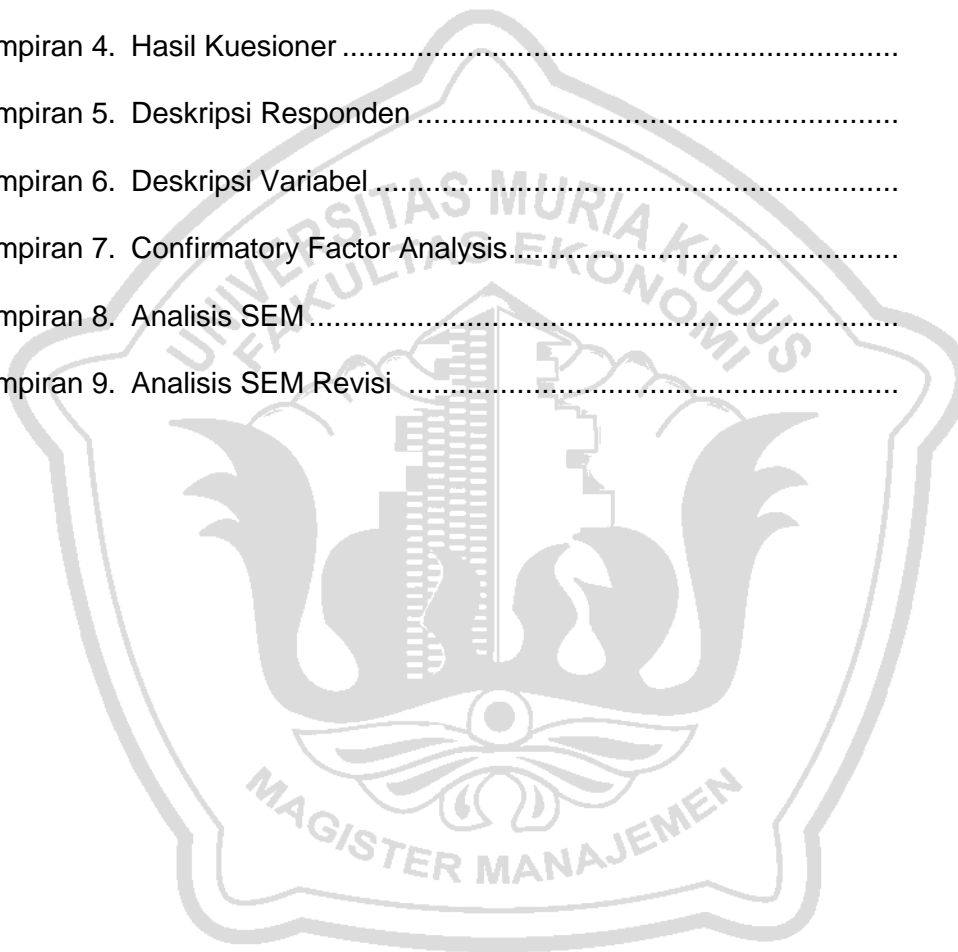 mpiran 4. Hasil Kuesioner ....................................................................
mpiran 5. Deskripsi Responden ...........................................................
mpiran 6. Deskripsi Variabel ................................................................
mpiran 7. Confirmatory Factor Analysis ...............................................
mpiran 8. Analisis SEM ........................................................................
mpiran 9. Analisis SEM Revisi ............................................................
UNIVERSITAS MURIA KUDUS
FAKULTAS EKONOMI
MAGISTER MANAJEMEN